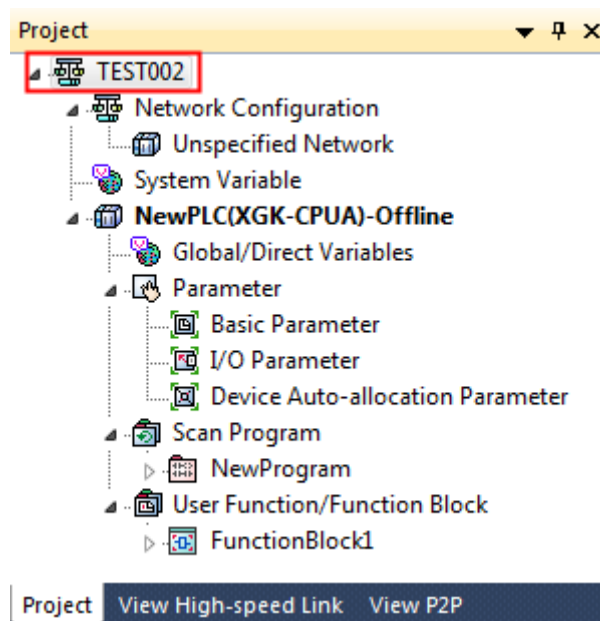 Project
TEST002
Network Configuration
Unspecified Network
System Variable
NewPLC(XGK-CPUA)-Offline
Global/Direct Variables
Parameter
Basic Parameter
I/O Parameter
Device Auto-allocation Parameter
Scan Program
NewProgram
User Function/Function Block
FunctionBlock1
Project View High-speed Link View P2P